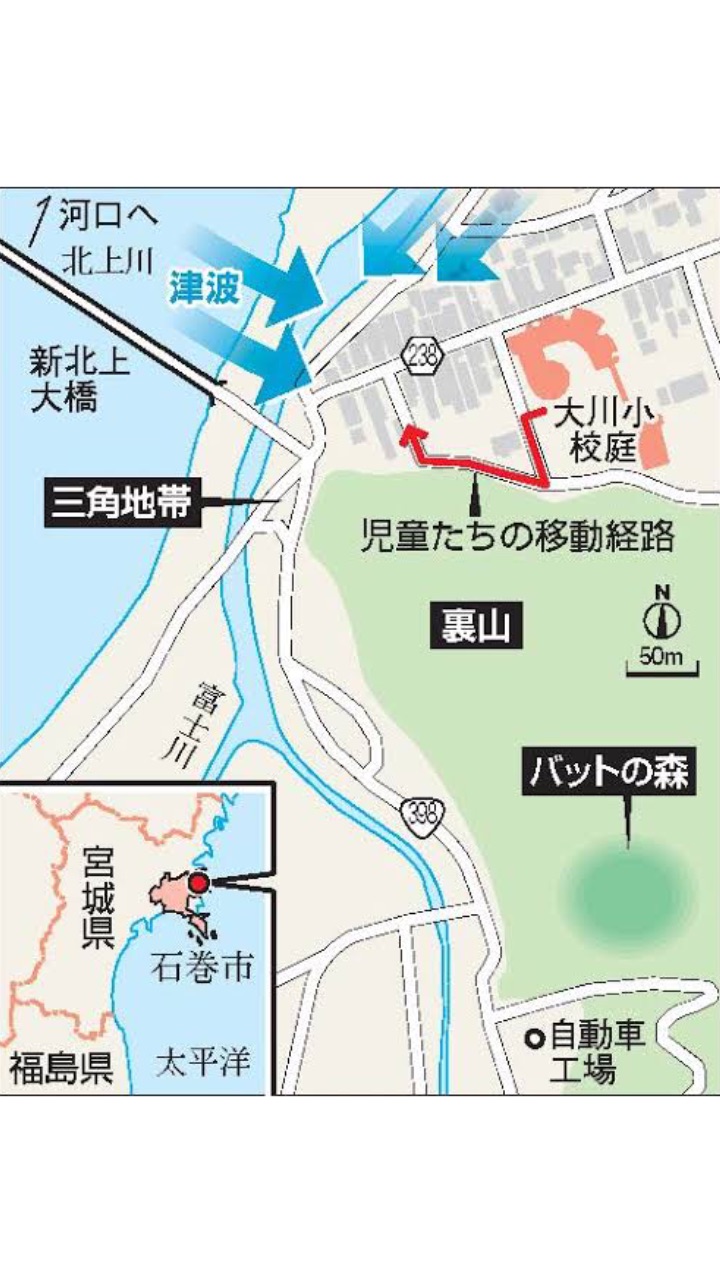 河口へ
北上川
津波
新北上
大橋
238
大川小
校庭
三角地帯
児童たちの移動経路
裏山
N
50m
富士川
バットの森
398
宮城県
石巻市
福島県
太平洋
自動車
工場